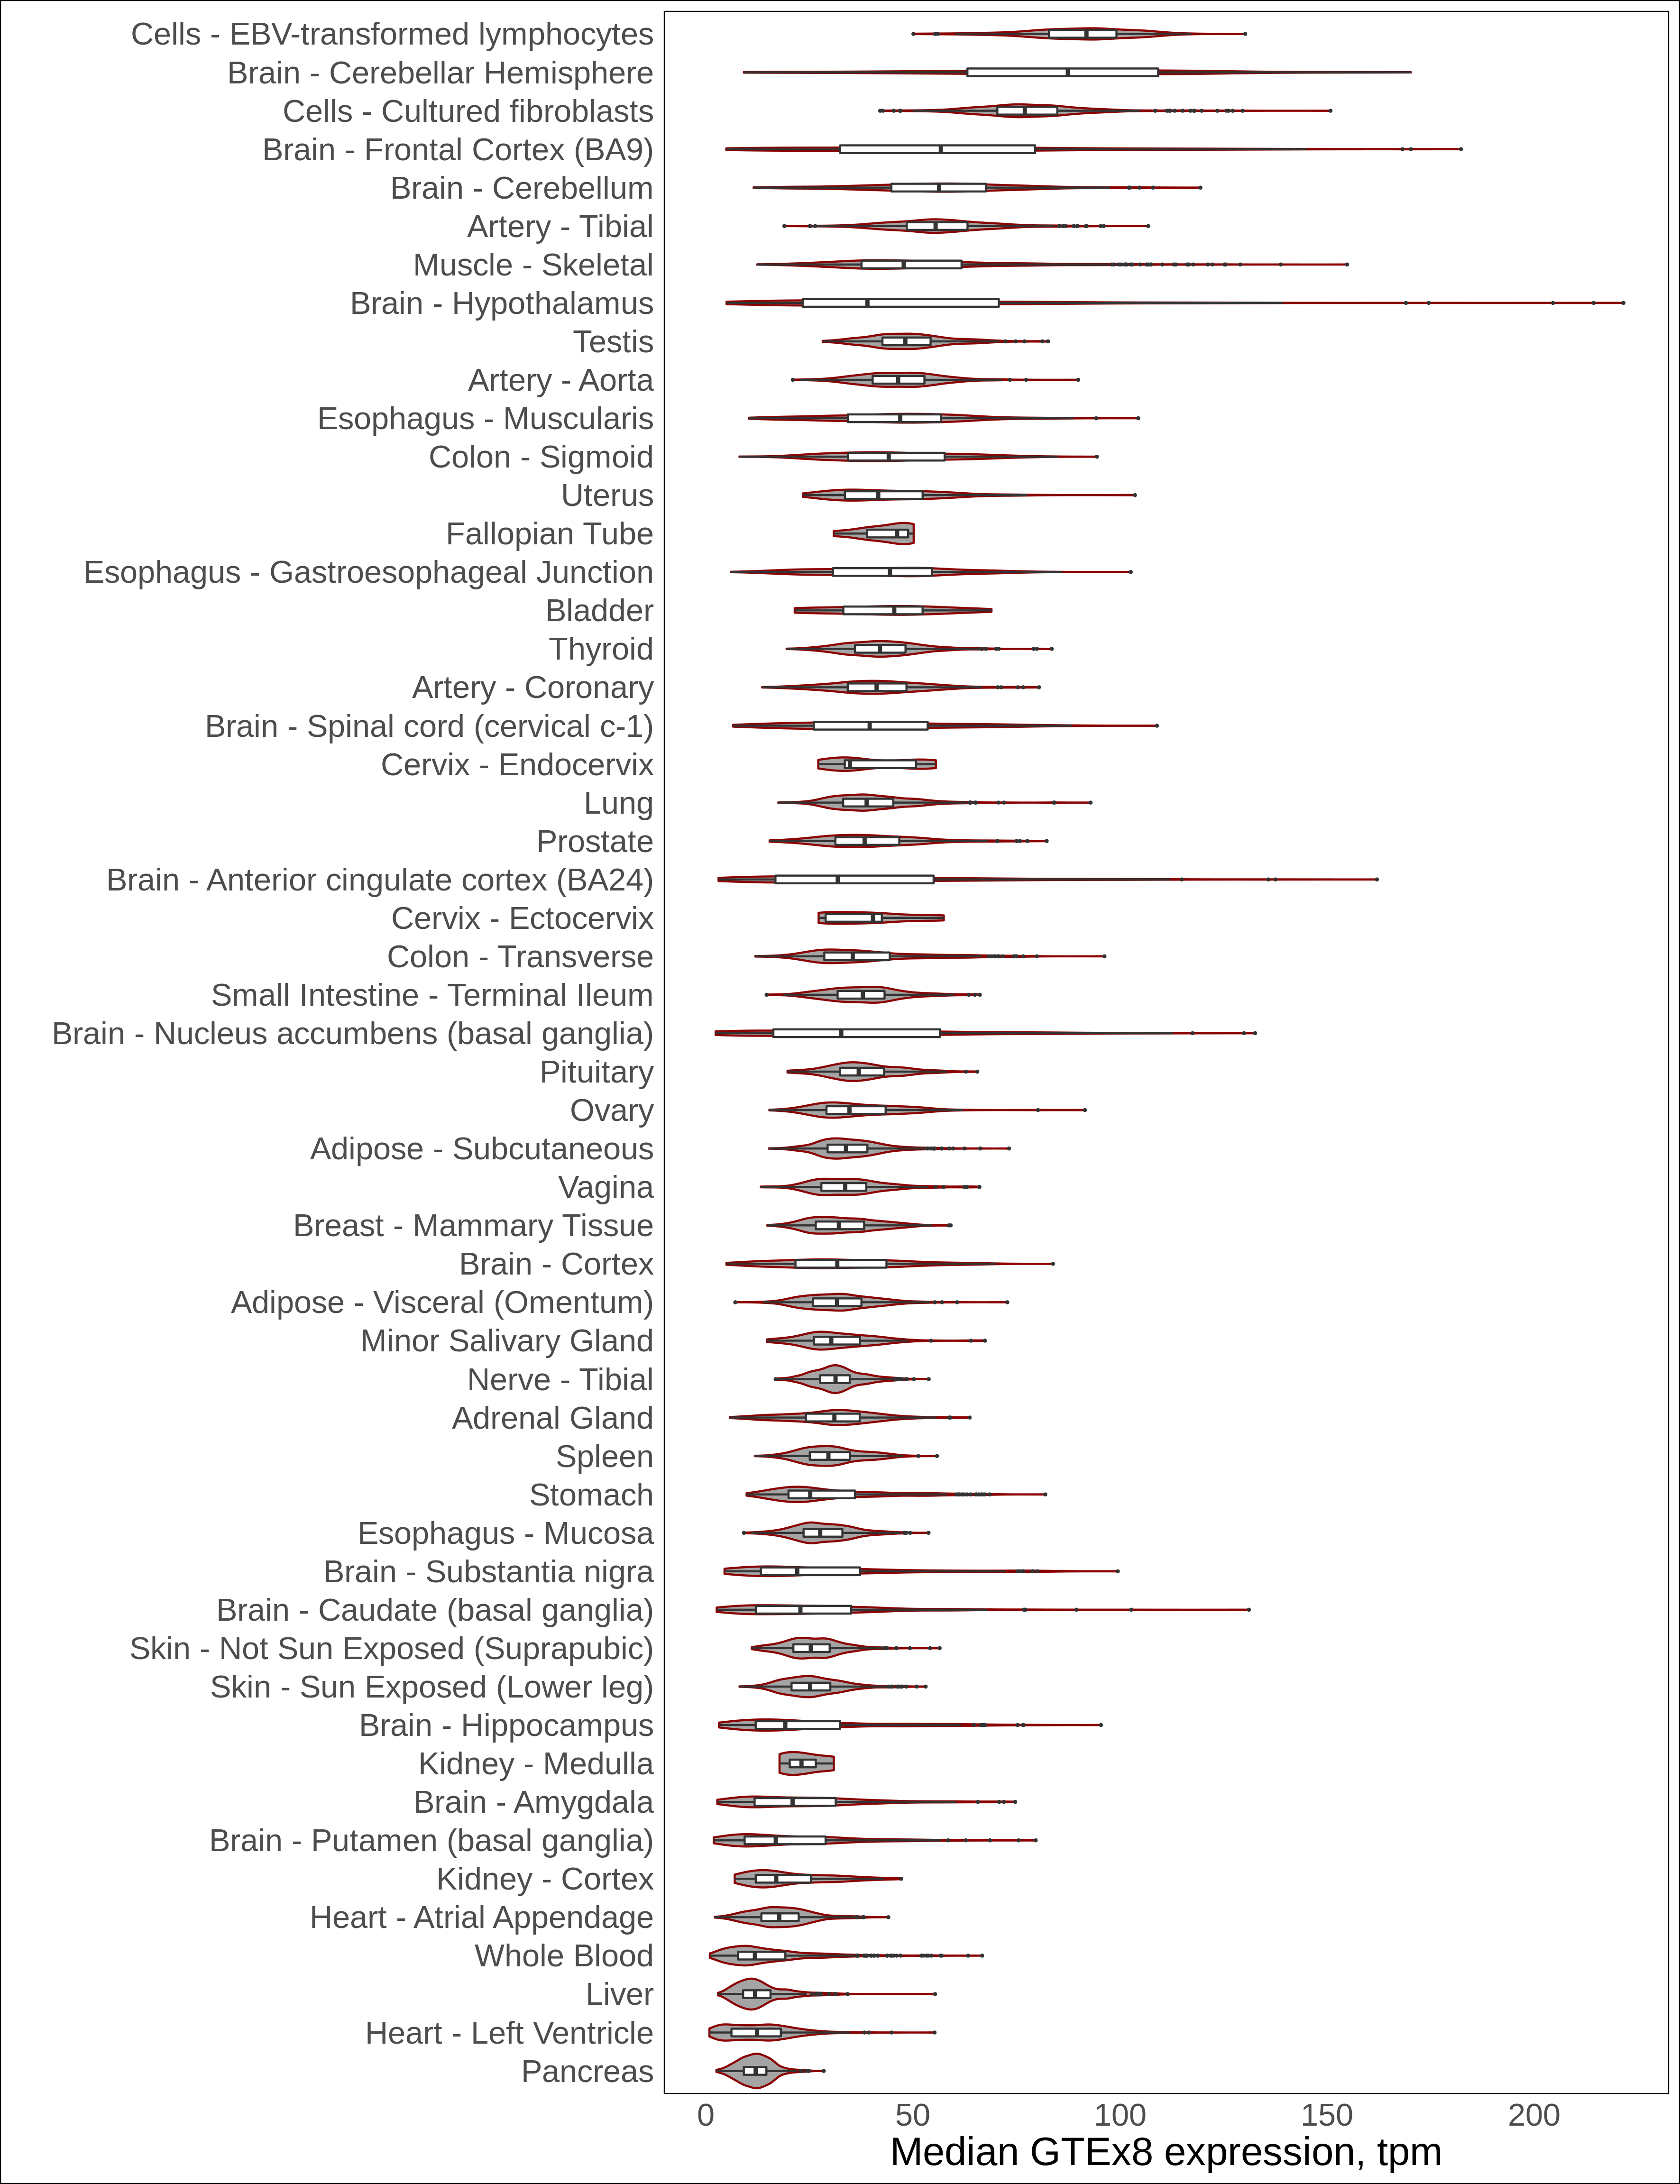 Cells - EBV-transformed lymphocytes
Brain - Cerebellar Hemisphere
Cells - Cultured fibroblasts
Brain - Frontal Cortex (BA9)
Brain - Cerebellum
Artery - Tibial
Muscle - Skeletal
Brain - Hypothalamus
Testis
Artery - Aorta
Esophagus - Muscularis
Colon - Sigmoid
Uterus
Fallopian Tube
Esophagus - Gastroesophageal Junction
Bladder
Thyroid
Artery - Coronary
Brain - Spinal cord (cervical c-1)
Cervix - Endocervix
Lung
Prostate
Brain - Anterior cingulate cortex (BA24)
Cervix - Ectocervix
Colon - Transverse
Small Intestine - Terminal Ileum
Brain - Nucleus accumbens (basal ganglia)
Pituitary
Ovary
Adipose - Subcutaneous
Vagina
Breast - Mammary Tissue
Brain - Cortex
Adipose - Visceral (Omentum)
Minor Salivary Gland
Nerve - Tibial
Adrenal Gland
Spleen
Stomach
Esophagus - Mucosa
Brain - Substantia nigra
Brain - Caudate (basal ganglia)
Skin - Not Sun Exposed (Suprapubic)
Skin - Sun Exposed (Lower leg)
Brain - Hippocampus
Kidney - Medulla
Brain - Amygdala
Brain - Putamen (basal ganglia)
Kidney - Cortex
Heart - Atrial Appendage
Whole Blood
Liver
Heart - Left Ventricle
Pancreas
0 50 100 150 200
Median GTEx8 expression, tpm